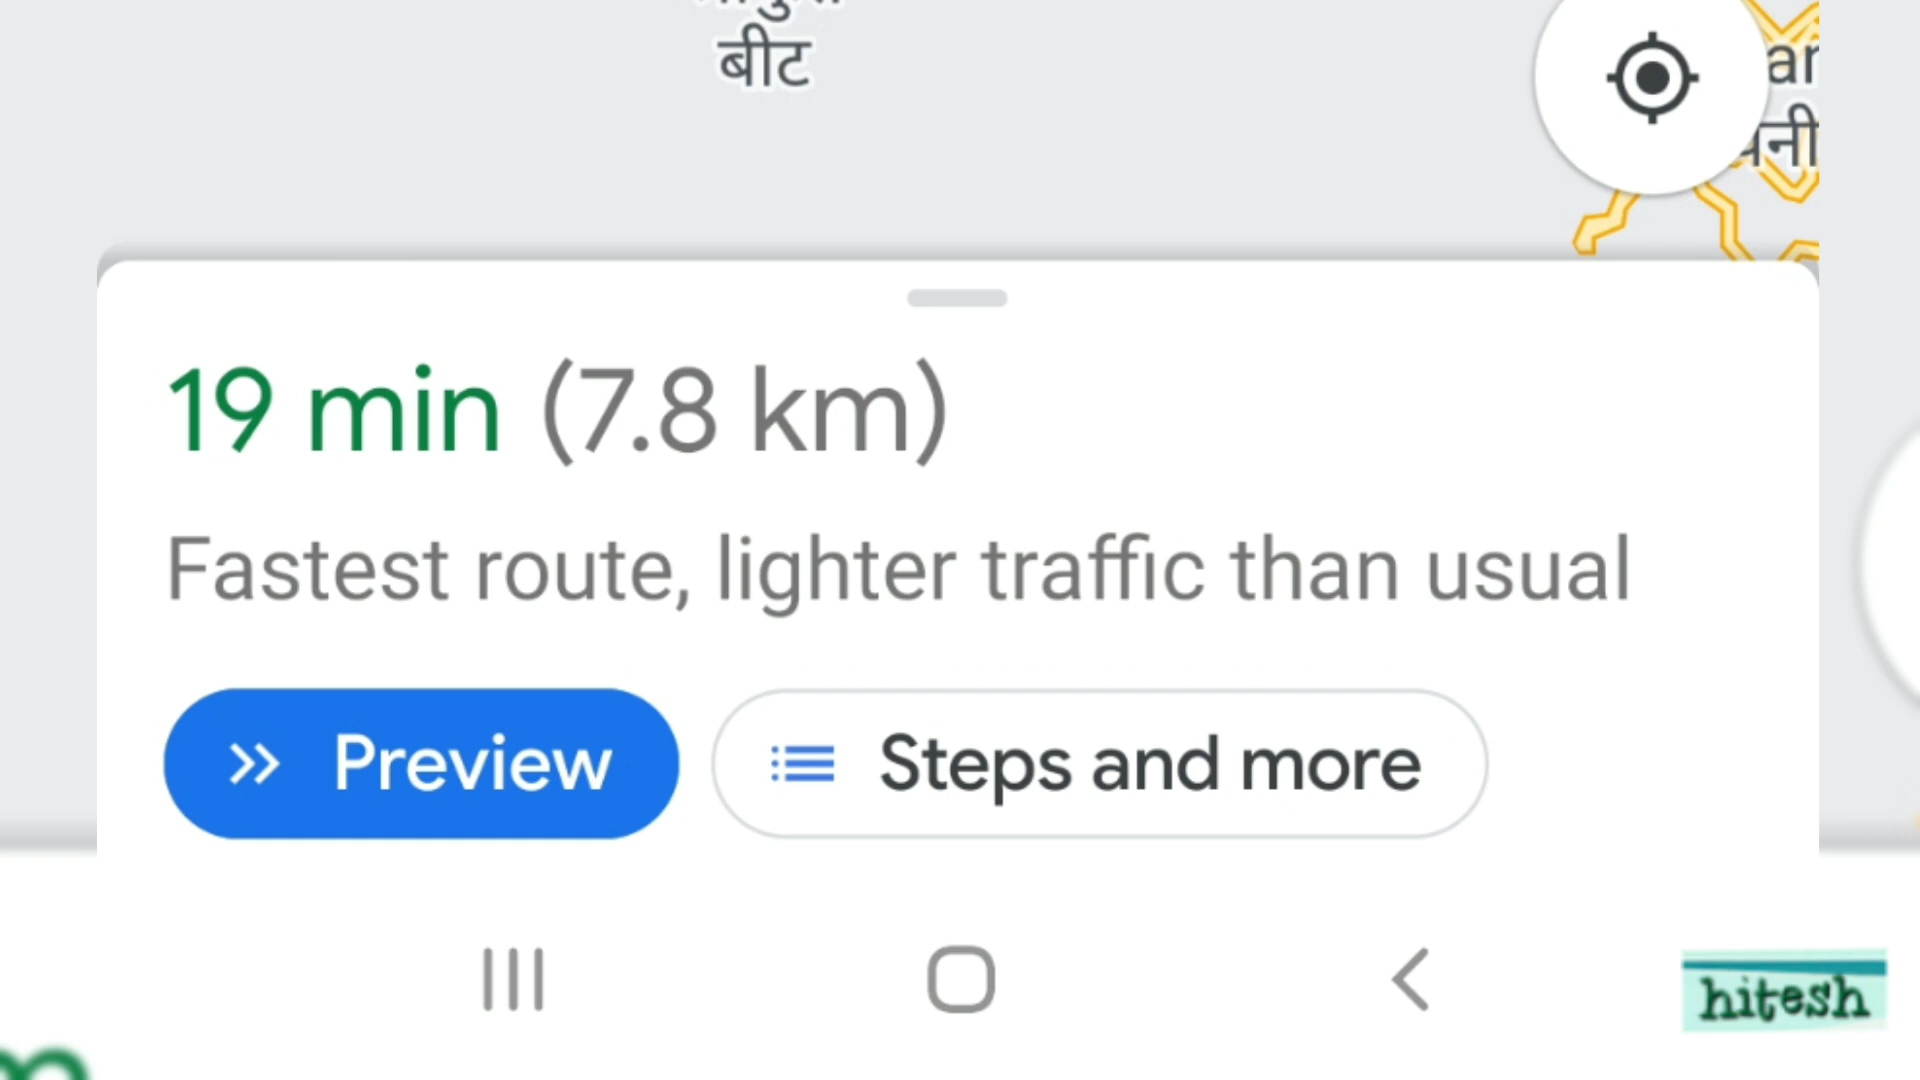 बीट
19 min (7.8 km)
Fastest route, lighter traffic than usual
Preview
Steps and more
hitesh